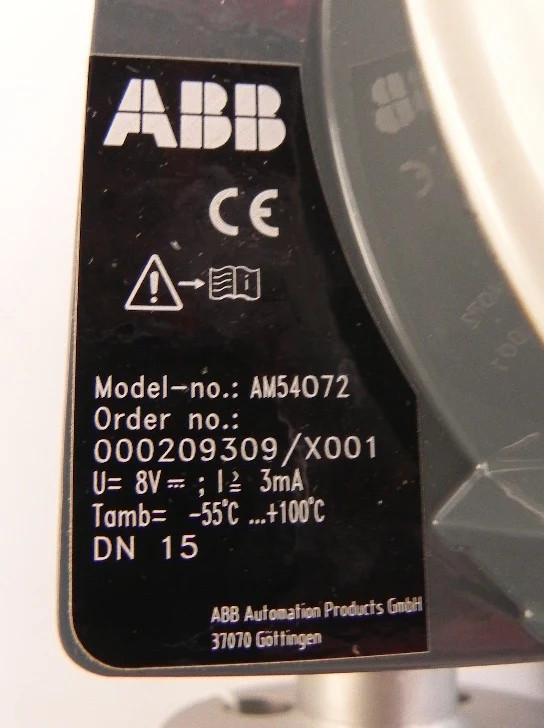 ABB
CE
Model-no.: AM54072
Order no.:
000209309/X001
U= 8V⎓ ; I≧ 3mA
Tamb= -55°C ...+100°C
DN 15
ABB Automation Products GmbH
37070 Göttingen